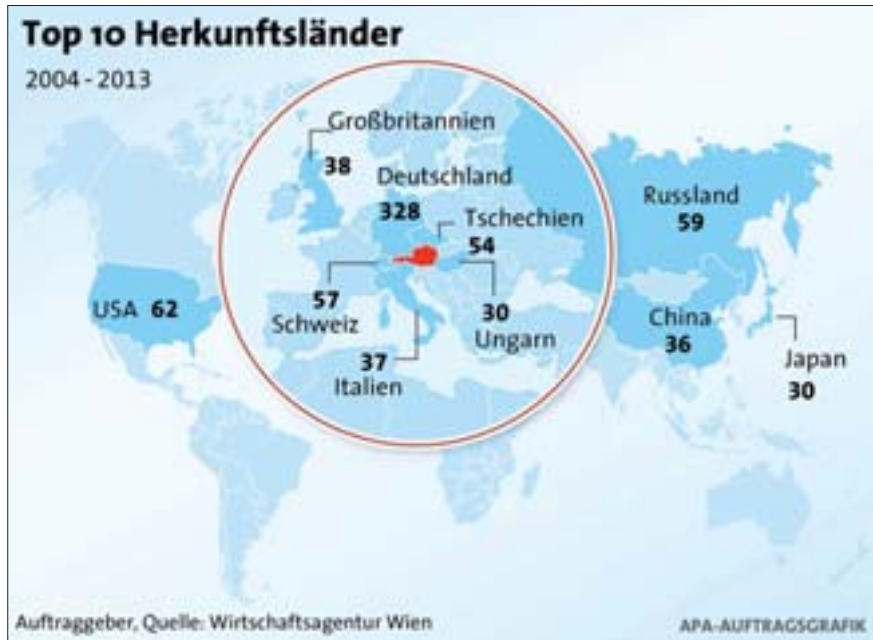 Top 10 Herkunftsländer
2004 - 2013
Großbritannien
38
Deutschland
328
Tschechien
54
Russland
59
USA 62
57
Schweiz
30
Ungarn
37
Italien
China
36
Japan
30
Auftraggeber, Quelle: Wirtschaftsagentur Wien
APA-AUFTRAGSGRAFIK